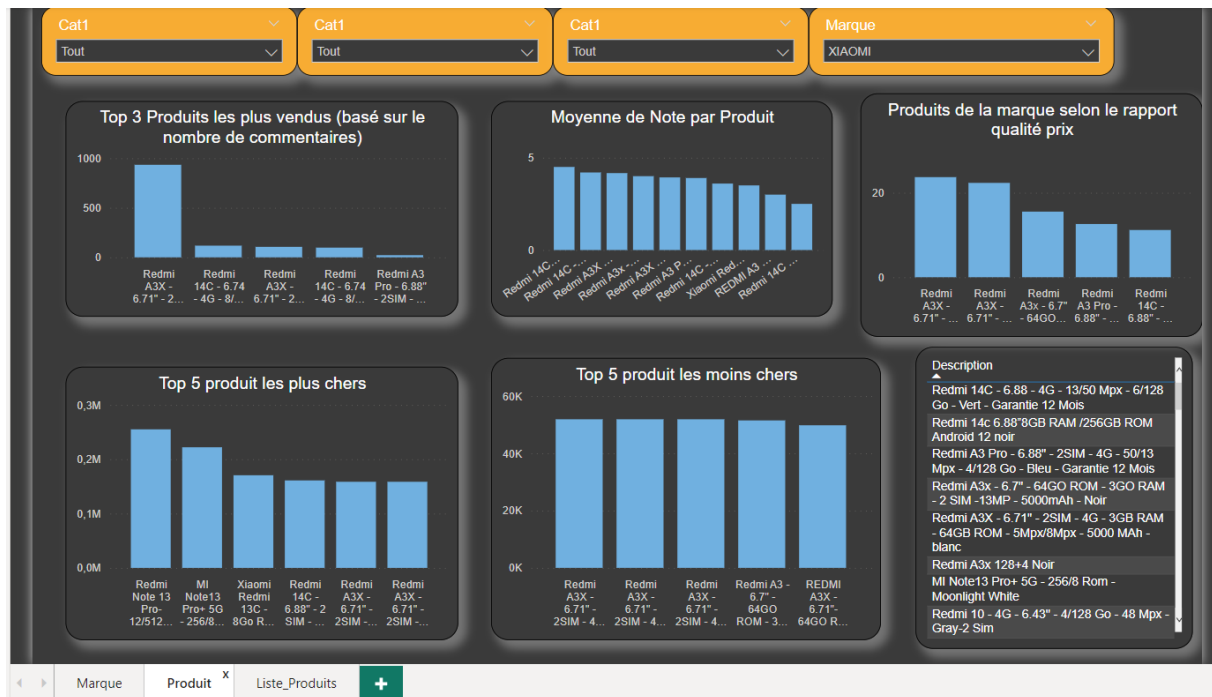 Cat1
Cat1
Cat1
Marque
Tout
Tout
Tout
XIAOMI
Top 3 Produits les plus vendus (basé sur le
nombre de commentaires)
1000
500
0
Redmi
A3X -
6.71" - 2...
Redmi
14C - 6.74
- 4G - 8/...
Redmi
A3X -
6.71" - 2...
Redmi
14C - 6.74
- 4G - 8/...
Redmi A3
Pro - 6.88"
- 2SIM - ...
Moyenne de Note par Produit
5
0
Redmi 14C...
Redmi 14C -...
Redmi A3X ...
Redmi A3x -...
Redmi A3X ...
Redmi A3 P...
Redmi 14C -...
Xiaomi Red...
REDMI A3 ...
Redmi 14C ...
Produits de la marque selon le rapport
qualité prix
20
0
Redmi
A3X -
6.71" - ...
Redmi
A3X -
6.71" - ...
Redmi
A3x - 6.7"
- 64GO...
Redmi
A3 Pro -
6.88" - ...
Redmi
14C -
6.88" - ...
Top 5 produit les plus chers
0,3M
0,2M
0,1M
0,0M
Redmi
Note 13
Pro-
12/512...
MI
Note13
Pro+ 5G
- 256/8...
Xiaomi
Redmi
13C -
8Go R...
Redmi
14C -
6.88" - 2
SIM - ...
Redmi
A3X -
6.71" -
2SIM -...
Redmi
A3X -
6.71" -
2SIM -...
Top 5 produit les moins chers
60K
40K
20K
0K
Redmi
A3X -
6.71" -
2SIM - 4...
Redmi
A3X -
6.71" -
2SIM - 4...
Redmi
A3X -
6.71" -
2SIM - 4...
Redmi A3 -
6.7" -
64GO
ROM - 3...
REDMI
A3X -
6.71"-
64GO R...
Description
Redmi 14C - 6.88 - 4G - 13/50 Mpx - 6/128
Go - Vert - Garantie 12 Mois
Redmi 14c 6.88"8GB RAM /256GB ROM
Android 12 noir
Redmi A3 Pro - 6.88" - 2SIM - 4G - 50/13
Mpx - 4/128 Go - Bleu - Garantie 12 Mois
Redmi A3x - 6.7" - 64GO ROM - 3GO RAM
- 2 SIM -13MP - 5000mAh - Noir
Redmi A3X - 6.71" - 2SIM - 4G - 3GB RAM
- 64GB ROM - 5Mpx/8Mpx - 5000 MAh -
blanc
Redmi A3x 128+4 Noir
MI Note13 Pro+ 5G - 256/8 Rom -
Moonlight White
Redmi 10 - 4G - 6.43" - 4/128 Go - 48 Mpx -
Gray-2 Sim
Marque
Produit x
Liste_Produits
+